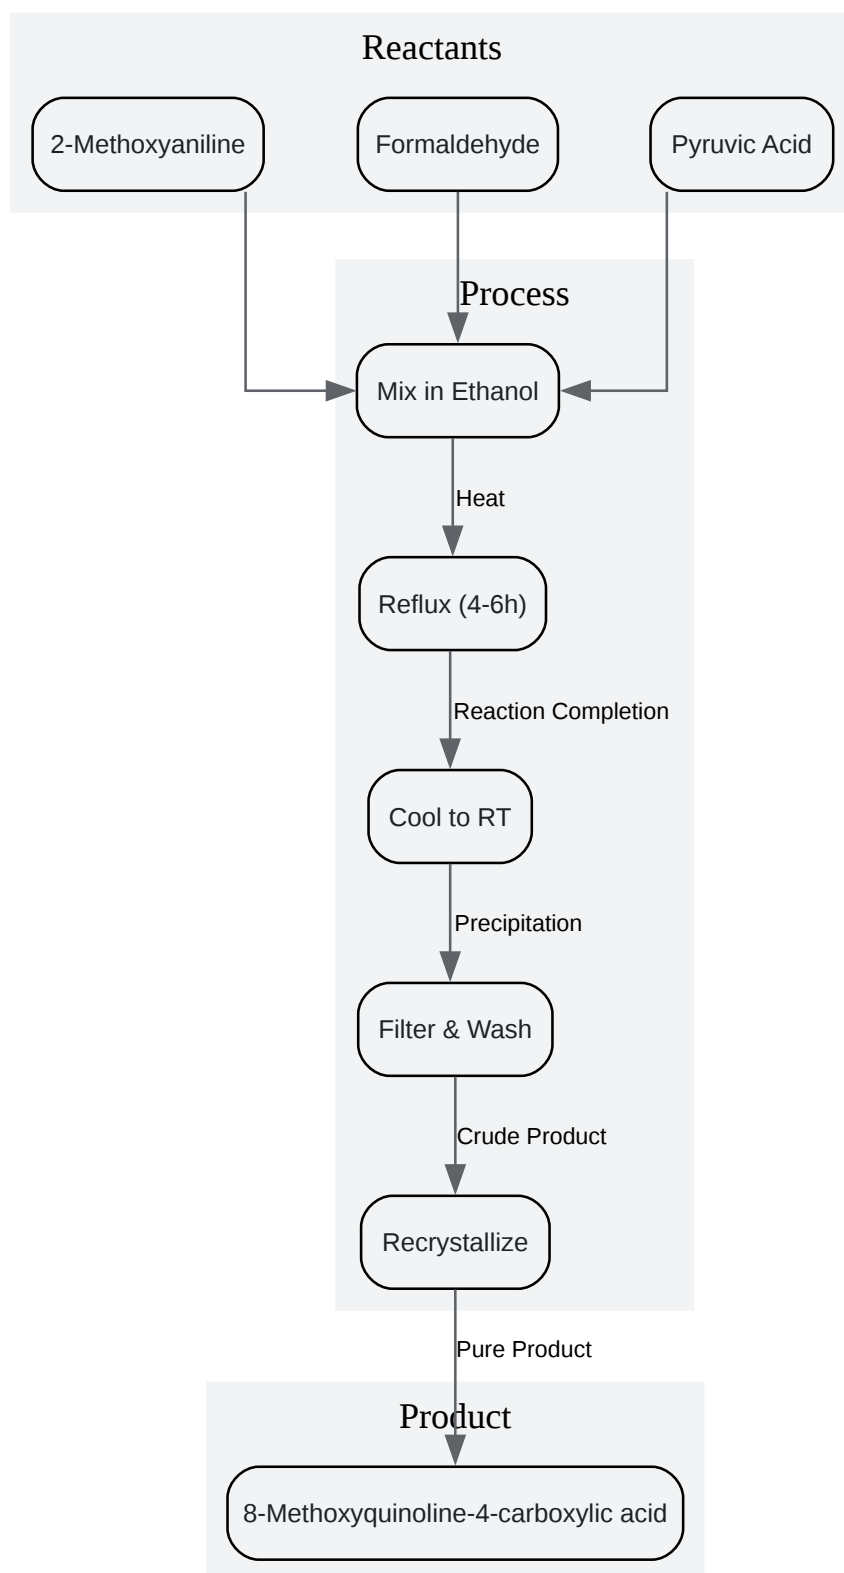 Reactants
2-Methoxyaniline
Formaldehyde
Pyruvic Acid
Process
Mix in Ethanol
Heat
Reflux (4-6h)
Reaction Completion
Cool to RT
Precipitation
Filter & Wash
Crude Product
Recrystallize
Pure Product
Product
8-Methoxyquinoline-4-carboxylic acid